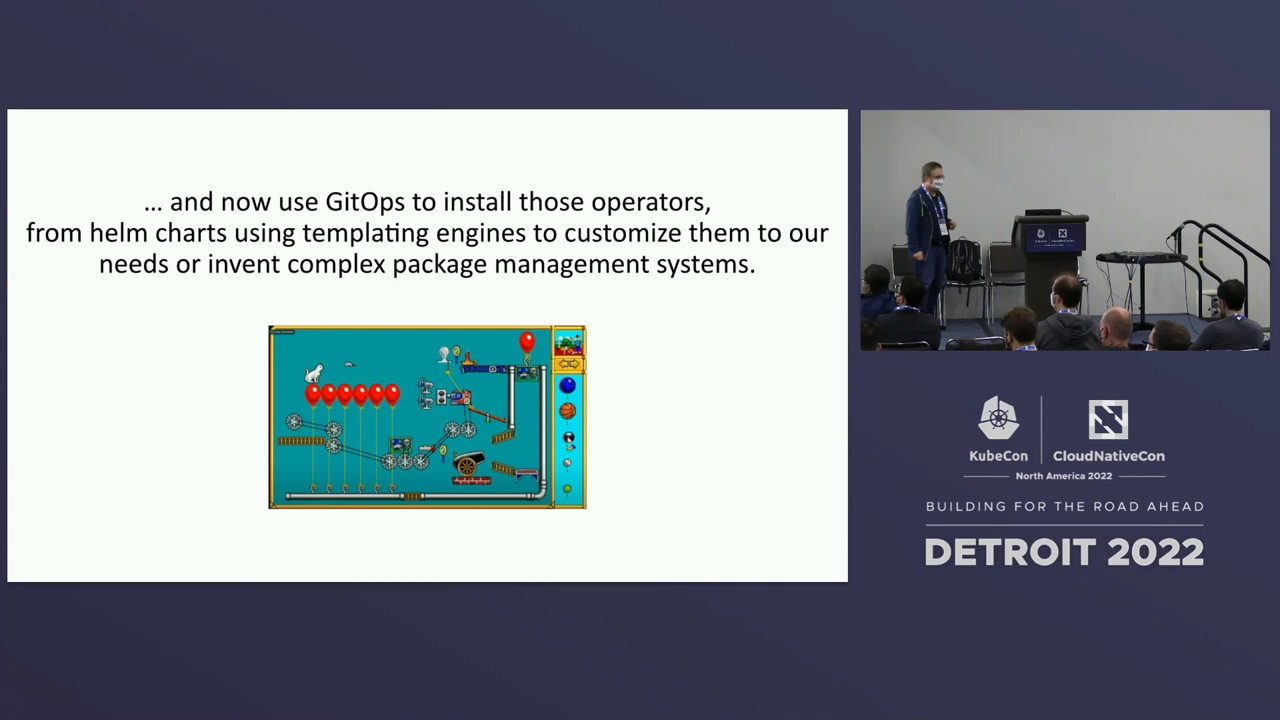 ... and now use GitOps to install those operators,
from helm charts using templating engines to customize them to our
needs or invent complex package management systems.
KubeCon
CloudNativeCon
North America 2022
BUILDING FOR THE ROAD AHEAD
DETROIT 2022